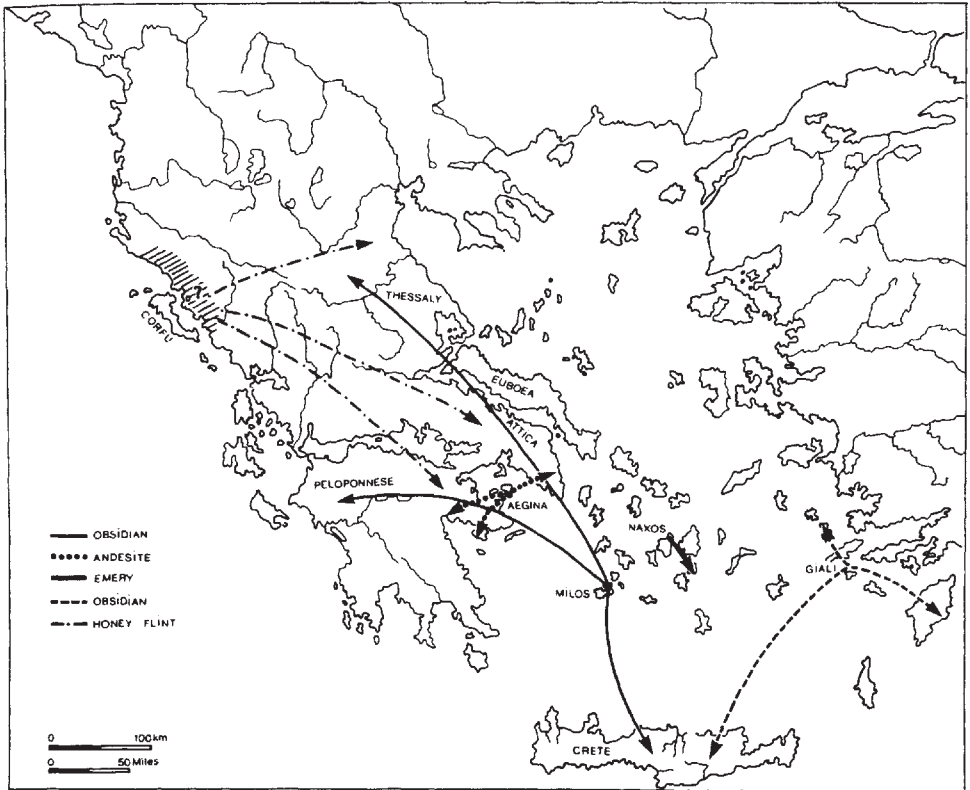 THESSALY
CORFU
EUBOEA
ATTICA
PELOPONNESE
AEGINA
NAXOS
GIALI
MILOS
CRETE
OBSIDIAN
ANDESITE
EMERY
OBSIDIAN
HONEY FLINT
0 100km
0 50 Miles
?